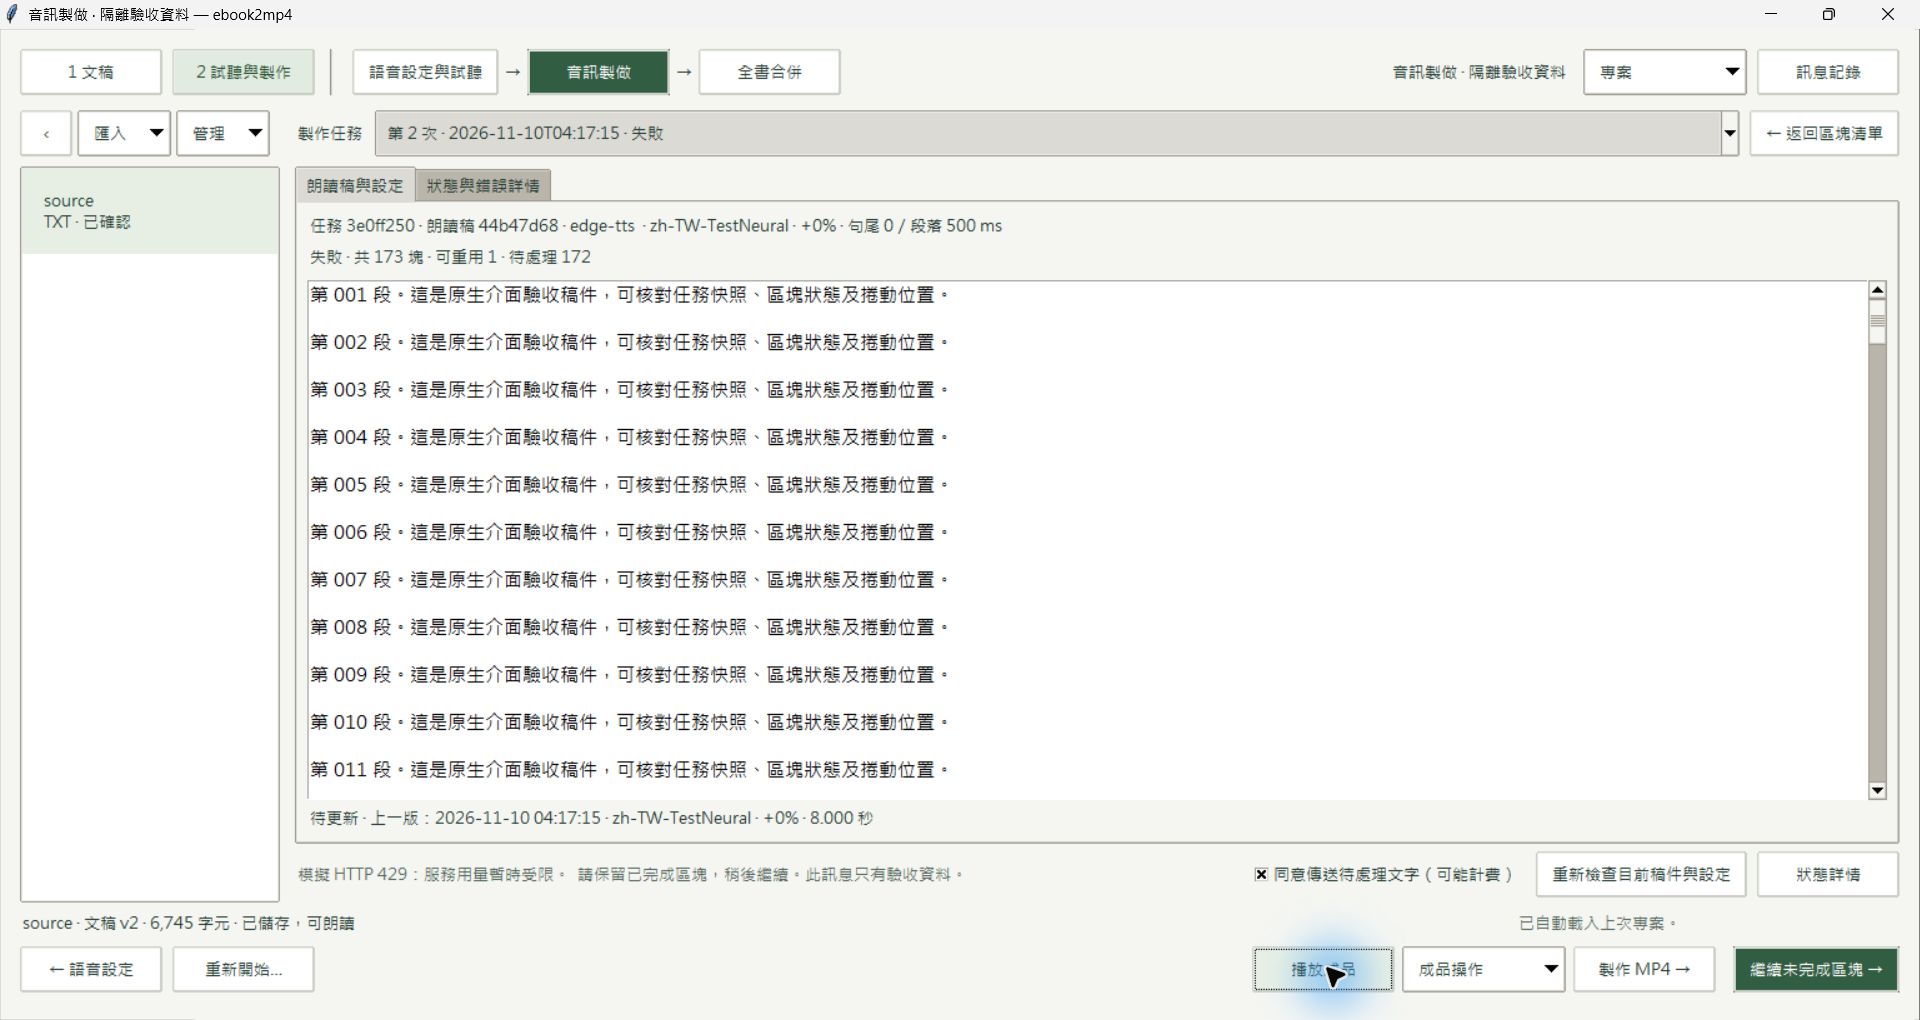 音訊製做 · 隔離驗收資料 — ebook2mp4
1 文稿
2 試聽與製作
語音設定與試聽
→
音訊製做
→
全書合併
音訊製做 · 隔離驗收資料
專案
訊息記錄
‹
匯入
管理
製作任務
第 2 次 · 2026-11-10T04:17:15 · 失敗
← 返回區塊清單
source
TXT · 已確認
朗讀稿與設定
狀態與錯誤詳情
任務 3e0ff250 · 朗讀稿 44b47d68 · edge-tts · zh-TW-TestNeural · +0% · 句尾 0 / 段落 500 ms
失敗 · 共 173 塊 · 可重用 1 · 待處理 172
第 001 段。這是原生介面驗收稿件，可核對任務快照、區塊狀態及捲動位置。
第 002 段。這是原生介面驗收稿件，可核對任務快照、區塊狀態及捲動位置。
第 003 段。這是原生介面驗收稿件，可核對任務快照、區塊狀態及捲動位置。
第 004 段。這是原生介面驗收稿件，可核對任務快照、區塊狀態及捲動位置。
第 005 段。這是原生介面驗收稿件，可核對任務快照、區塊狀態及捲動位置。
第 006 段。這是原生介面驗收稿件，可核對任務快照、區塊狀態及捲動位置。
第 007 段。這是原生介面驗收稿件，可核對任務快照、區塊狀態及捲動位置。
第 008 段。這是原生介面驗收稿件，可核對任務快照、區塊狀態及捲動位置。
第 009 段。這是原生介面驗收稿件，可核對任務快照、區塊狀態及捲動位置。
第 010 段。這是原生介面驗收稿件，可核對任務快照、區塊狀態及捲動位置。
第 011 段。這是原生介面驗收稿件，可核對任務快照、區塊狀態及捲動位置。
待更新 · 上一版：2026-11-10 04:17:15 · zh-TW-TestNeural · +0% · 8.000 秒
模擬 HTTP 429：服務用量暫時受限。 請保留已完成區塊，稍後繼續。此訊息只有驗收資料。
同意傳送待處理文字（可能計費）
重新檢查目前稿件與設定
狀態詳情
source · 文稿 v2 · 6,745 字元 · 已儲存，可朗讀
已自動載入上次專案。
← 語音設定
重新開始...
播放成品
成品操作
製作 MP4 →
繼續未完成區塊 →